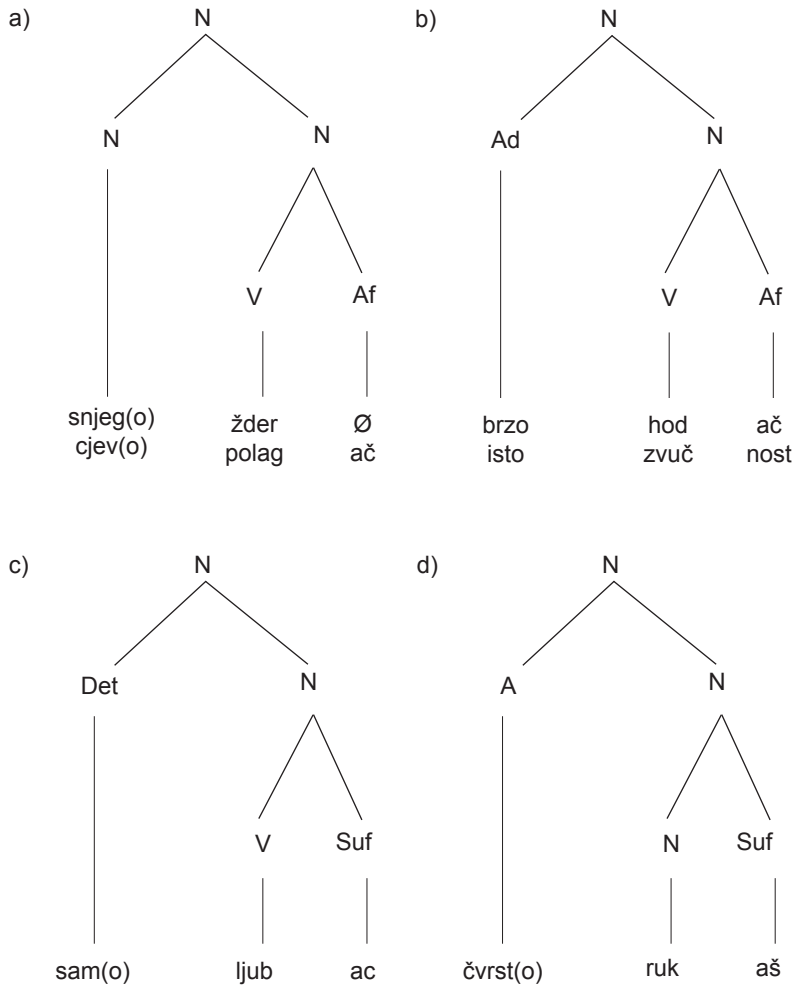 a) N b) N
N N Ad N
V Af V Af
snjeg(o) žder Ø brzo hod ač
cjev(o) polag ač isto zvuč nost
c) N d) N
Det N A N
V Suf N Suf
sam(o) ljub ac čvrst(o) ruk aš